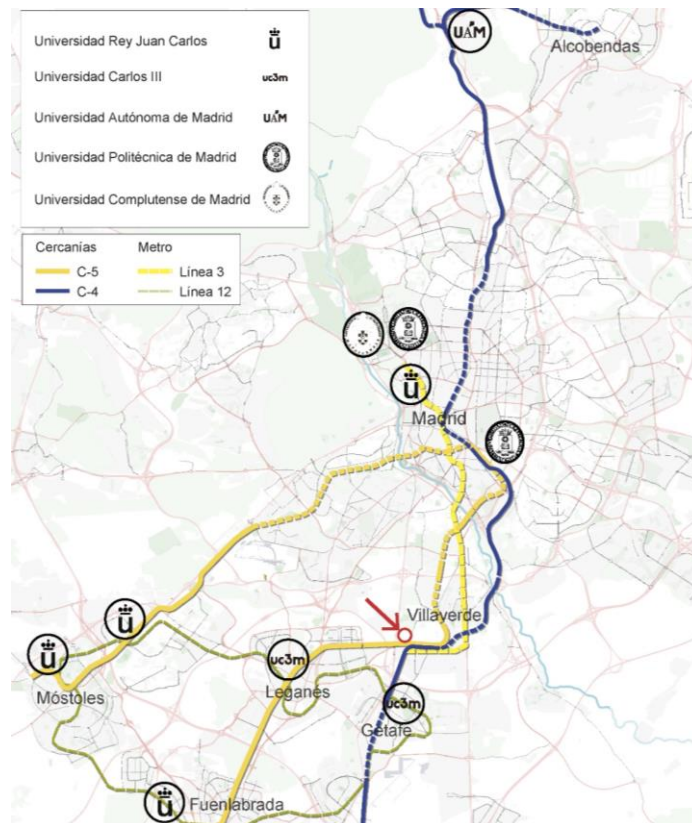 Universidad Rey Juan Carlos ü
Universidad Carlos III uc3m
Universidad Autónoma de Madrid UAM
Universidad Politécnica de Madrid
Universidad Complutense de Madrid
Cercanías Metro
C-5 Línea 3
C-4 Línea 12
UAM
Alcobendas
ü
Madrid
Villaverde
ü
ü
uc3m
Leganés
Móstoles
uc3m
Getafe
ü
Fuenlabrada